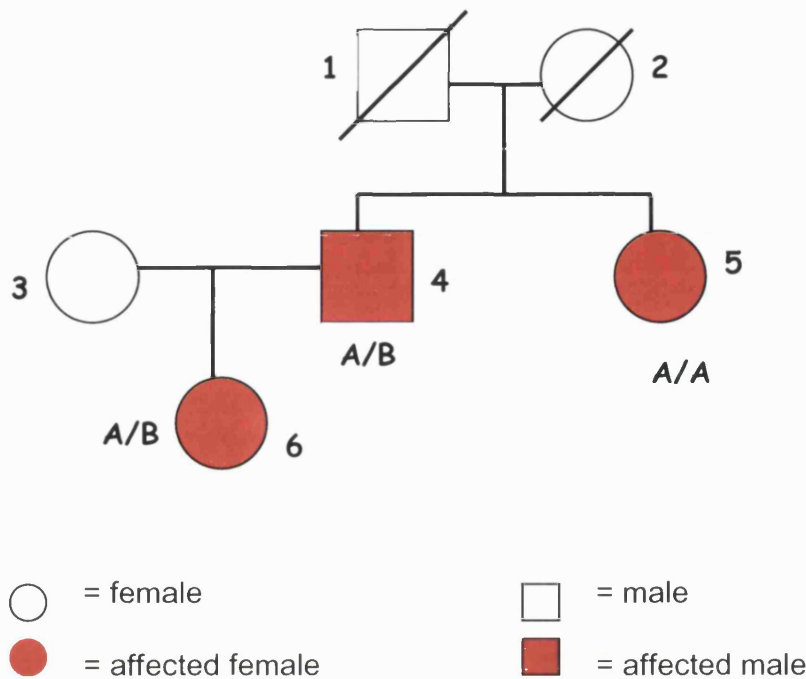 1
2
3
4
5
A/B
A/A
A/B
6
= female
= male
= affected female
= affected male